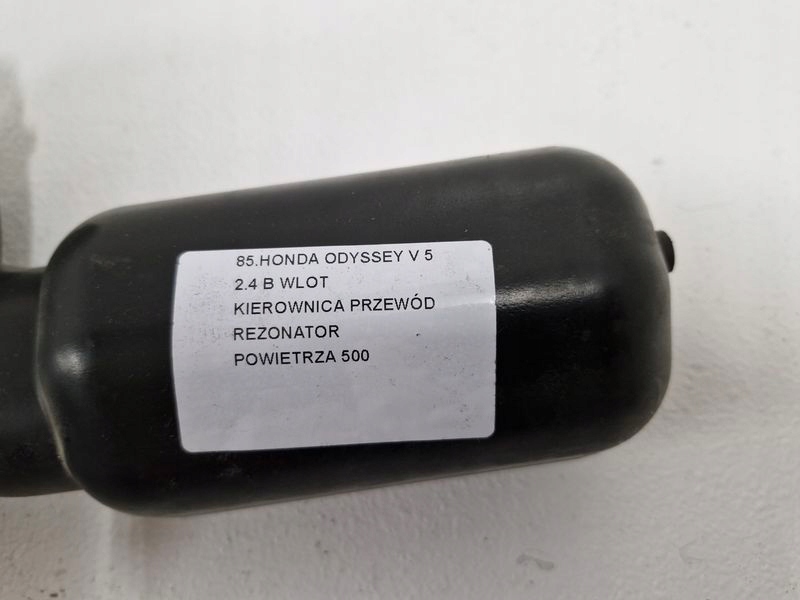 85.HONDA ODYSSEY V 5
2.4 B WLOT
KIEROWNICA PRZEWÓD
REZONATOR
POWIETRZA 500